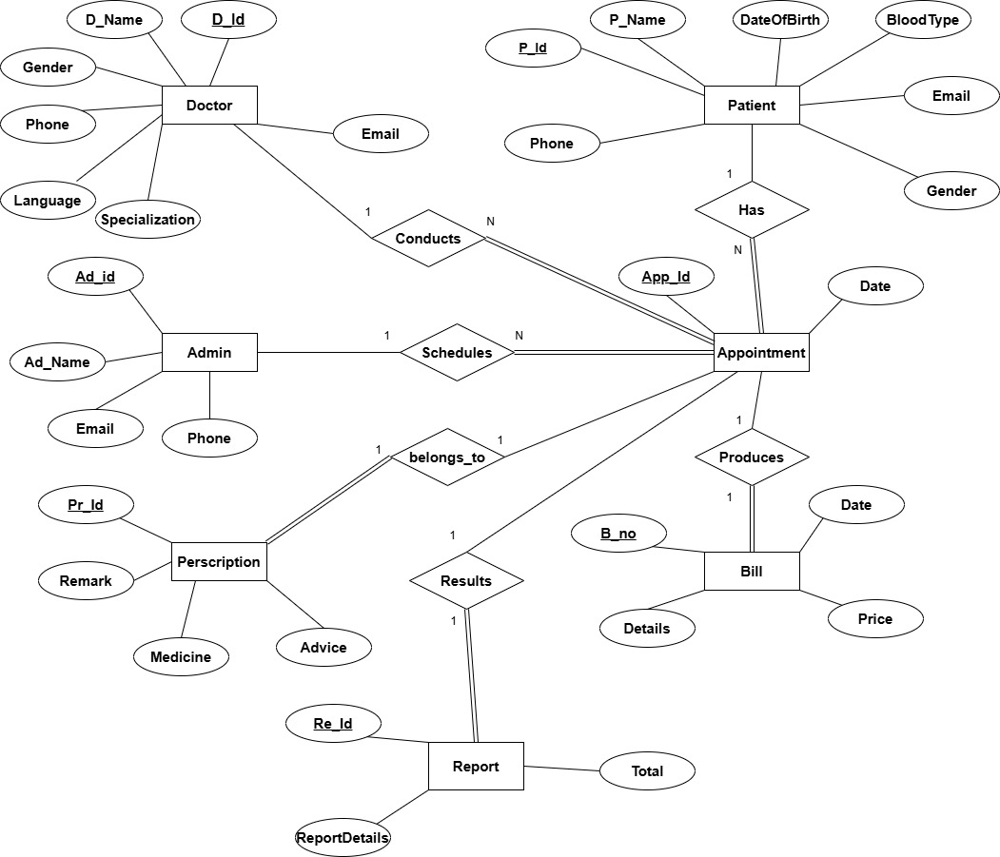 D_Name
D_Id
P_Name
DateOfBirth
BloodType
P_Id
Gender
Doctor
Patient
Email
Phone
Email
Phone
Language
Specialization
1
Conducts
N
1
Has
N
Gender
Ad_id
App_Id
Date
Ad_Name
Admin
1
Schedules
N
Appointment
Email
Phone
1
belongs_to
1
1
Produces
1
Pr_Id
Date
B_no
Perscription
Remark
1
Results
1
Bill
Medicine
Advice
Details
Price
Re_Id
Report
Total
ReportDetails